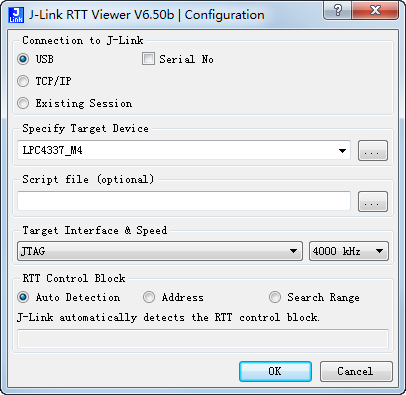 J-Link RTT Viewer V6.50b | Configuration
Connection to J-Link
USB
Serial No
TCP/IP
Existing Session
Specify Target Device
LPC4337_M4
...
Script file (optional)
...
Target Interface & Speed
JTAG
4000 kHz
RTT Control Block
Auto Detection
Address
Search Range
J-Link automatically detects the RTT control block.
OK
Cancel